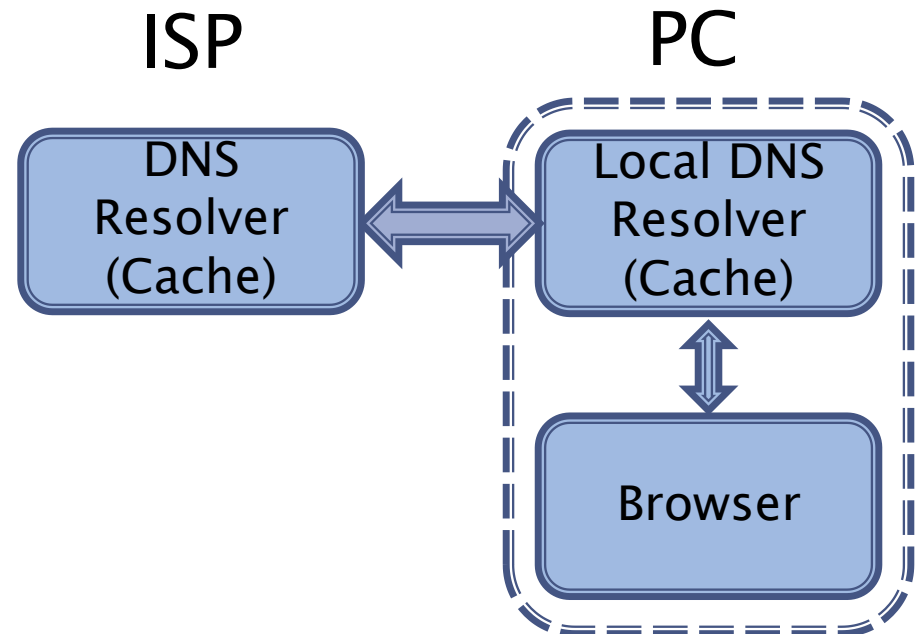 ISP
PC
DNS
Resolver
(Cache)
Local DNS
Resolver
(Cache)
Browser